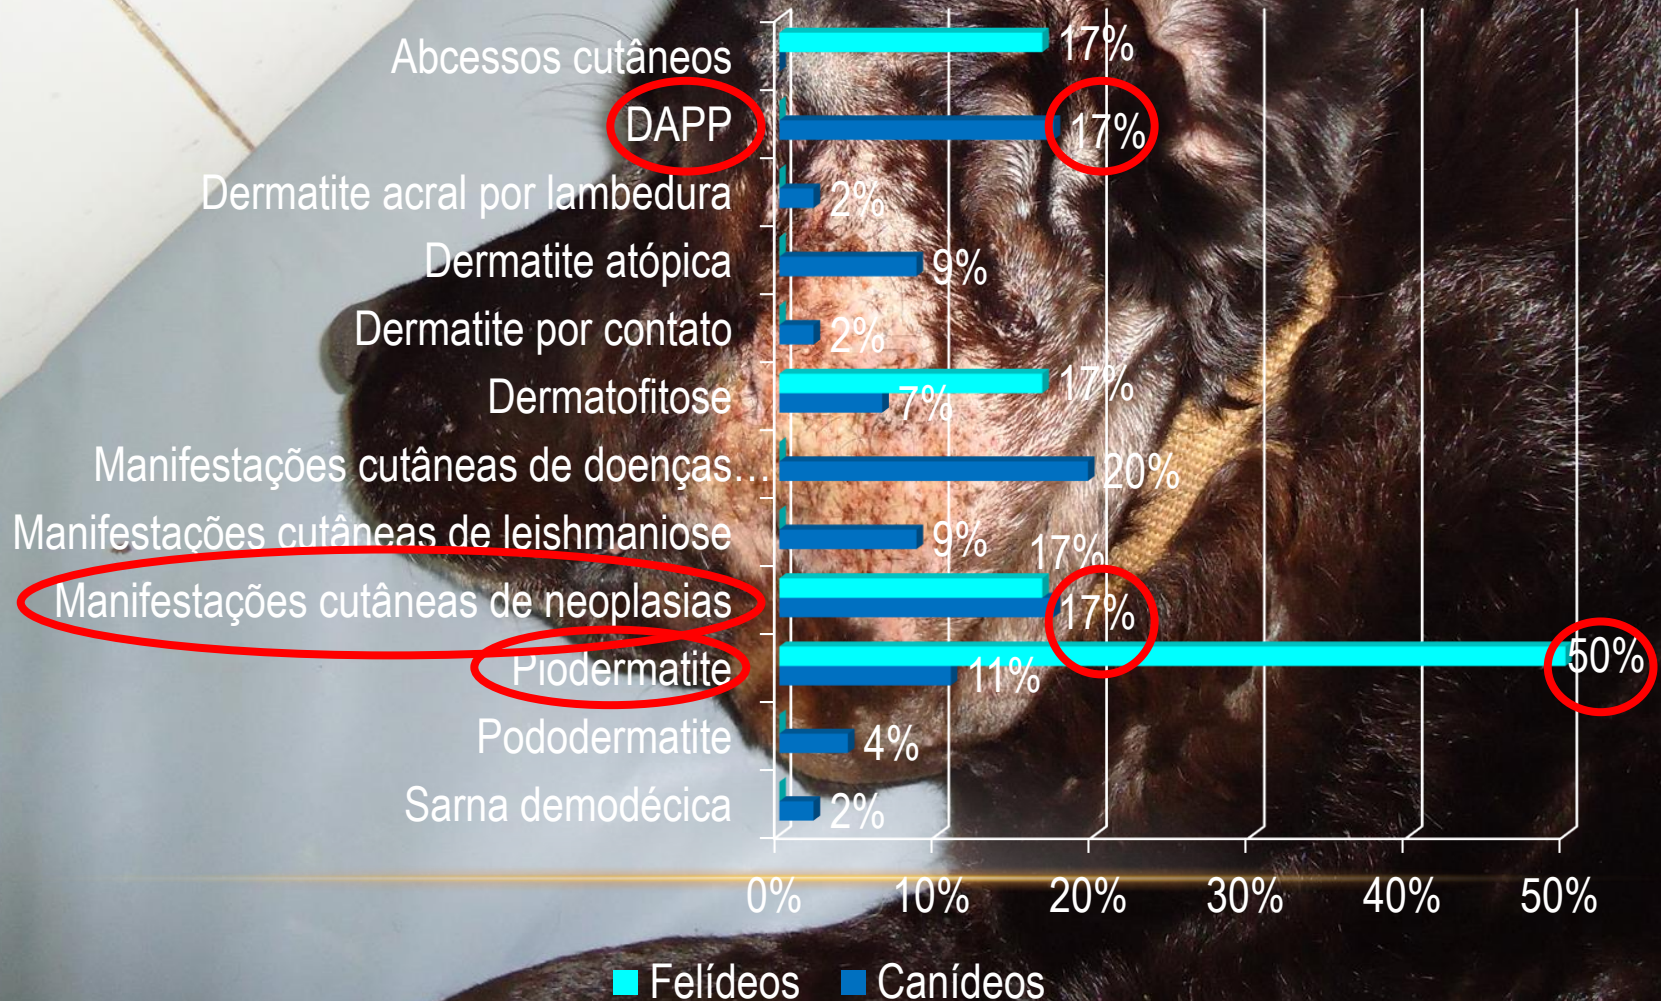 Abcessos cutâneos 17%
DAPP 17%
Dermatite acral por lambedura 2%
Dermatite atópica 9%
Dermatite por contato 2%
Dermatofitose 17% 7%
Manifestações cutâneas de doenças… 20%
Manifestações cutâneas de leishmaniose 9%
Manifestações cutâneas de neoplasias 17% 17%
Piodermatite 50% 11%
Pododermatite 4%
Sarna demodécica 2%
0% 10% 20% 30% 40% 50%
Felídeos Canídeos